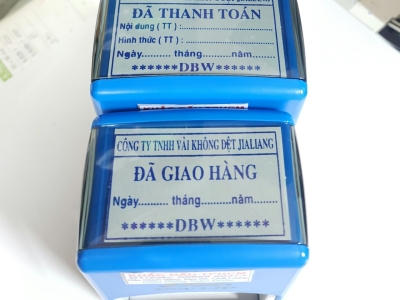 ĐÃ THANH TOÁN
Nội dung ( TT ) :........................
Hình thức ( TT ) :........................
Ngày...... tháng..........năm.......
******DBW******
CÔNG TY TNHH VẢI KHÔNG DỆT JIALIANG
ĐÃ GIAO HÀNG
Ngày.......... tháng..........năm........
******DBW******